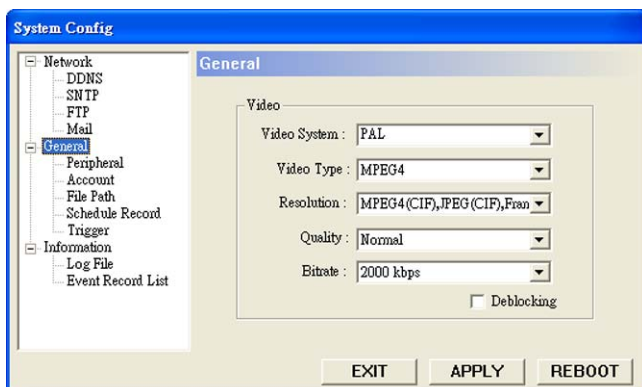 System Config
Network
DDNS
SNTP
FTP
Mail
General
Peripheral
Account
File Path
Schedule Record
Trigger
Information
Log File
Event Record List
General
Video
Video System : PAL
Video Type : MPEG4
Resolution : MPEG4(CIF),JPEG(CIF),Fran
Quality : Normal
Bitrate : 2000 kbps
Deblocking
EXIT APPLY REBOOT